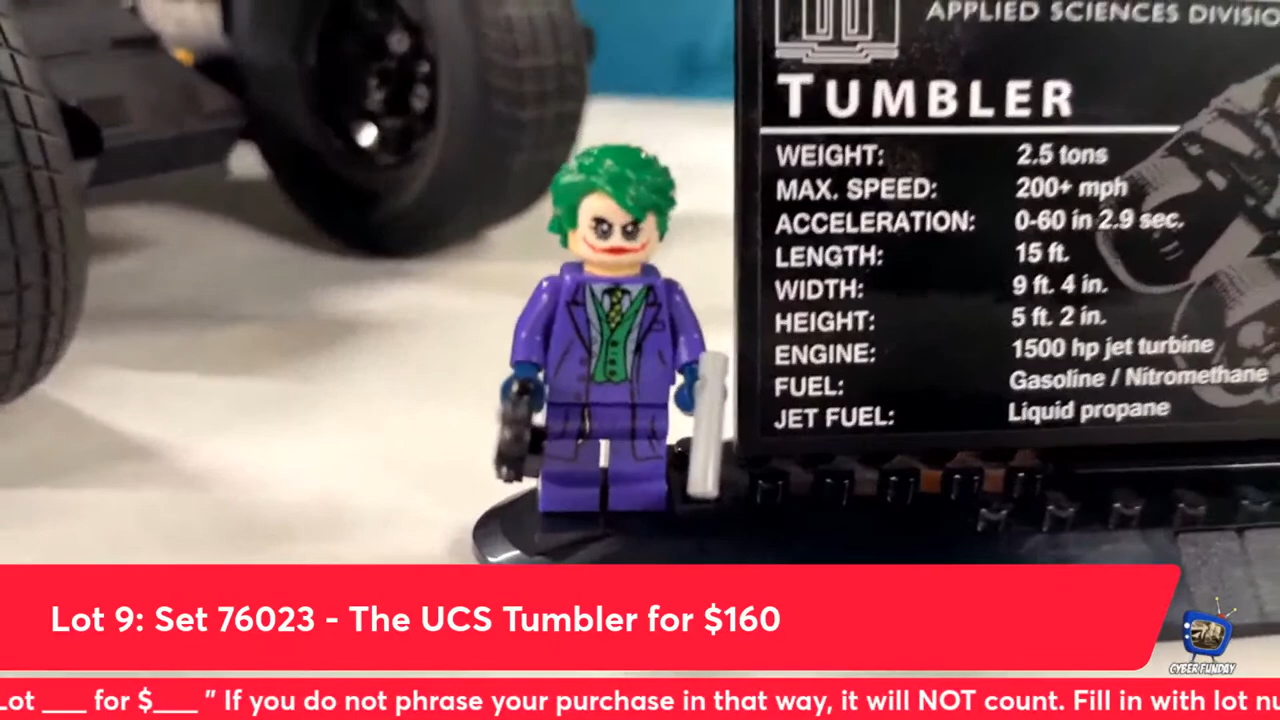 APPLIED SCIENCES DIVISIO
TUMBLER
WEIGHT: 2.5 tons
MAX. SPEED: 200+ mph
ACCELERATION: 0-60 in 2.9 sec.
LENGTH: 15 ft.
WIDTH: 9 ft. 4 in.
HEIGHT: 5 ft. 2 in.
ENGINE: 1500 hp jet turbine
FUEL: Gasoline / Nitromethane
JET FUEL: Liquid propane
Lot 9: Set 76023 - The UCS Tumbler for $160
CYBER FUNDAY
Lot ___ for $___ " If you do not phrase your purchase in that way, it will NOT count. Fill in with lot nu